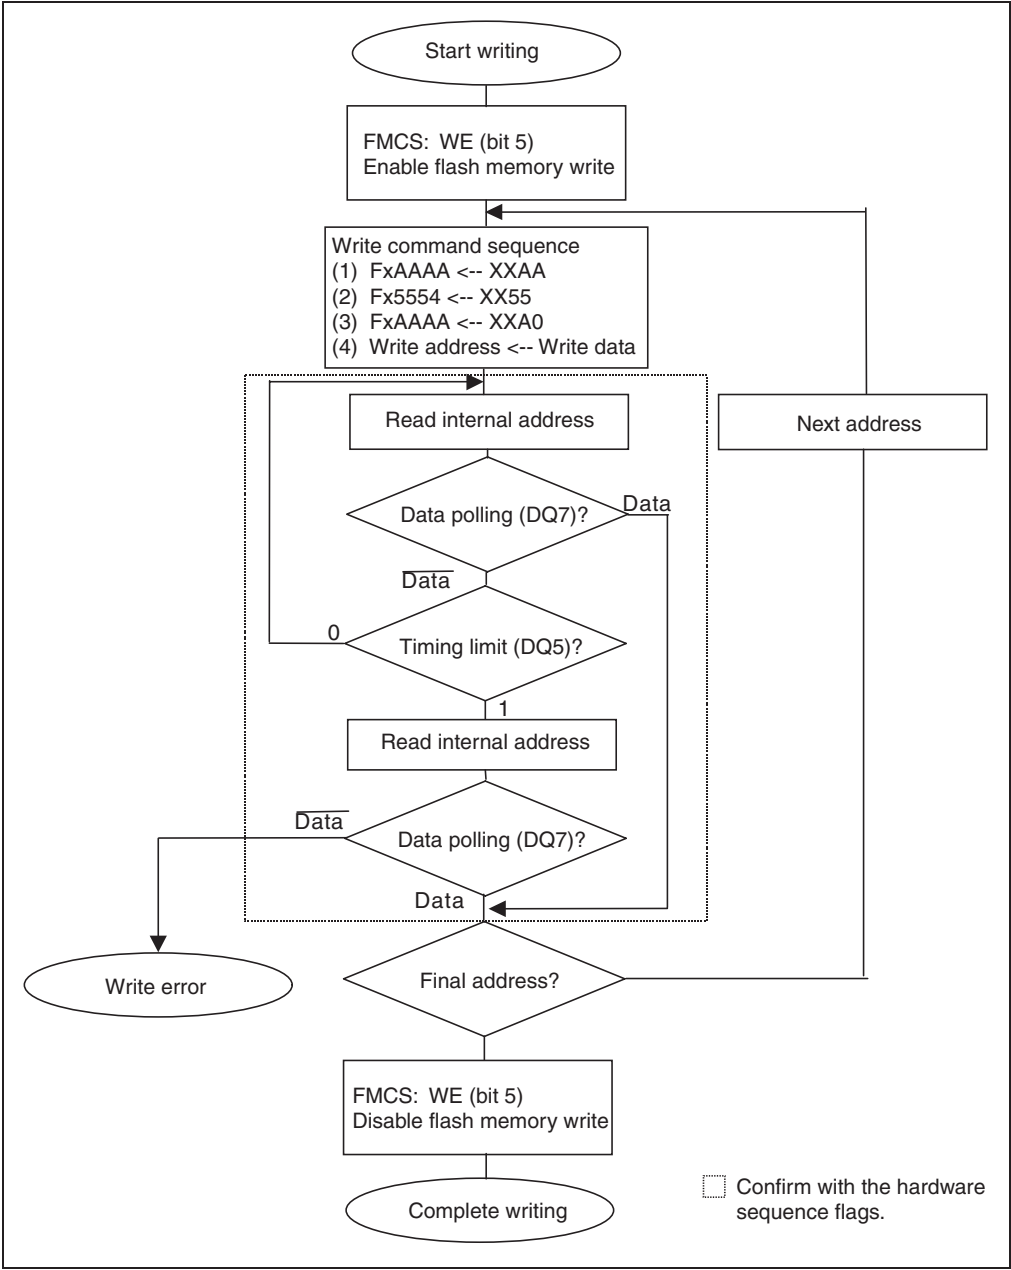 Start writing
FMCS:  WE (bit 5)
Enable flash memory write
Write command sequence
(1)  FxAAAA <-- XXAA
(2)  Fx5554 <-- XX55
(3)  FxAAAA <-- XXA0
(4)  Write address <-- Write data
Read internal address
Next address
Data polling (DQ7)?
Data
D̅a̅t̅a̅
Timing limit (DQ5)?
0
1
Read internal address
D̅a̅t̅a̅
Data polling (DQ7)?
Data
Write error
Final address?
FMCS:  WE (bit 5)
Disable flash memory write
Complete writing
Confirm with the hardware
sequence flags.